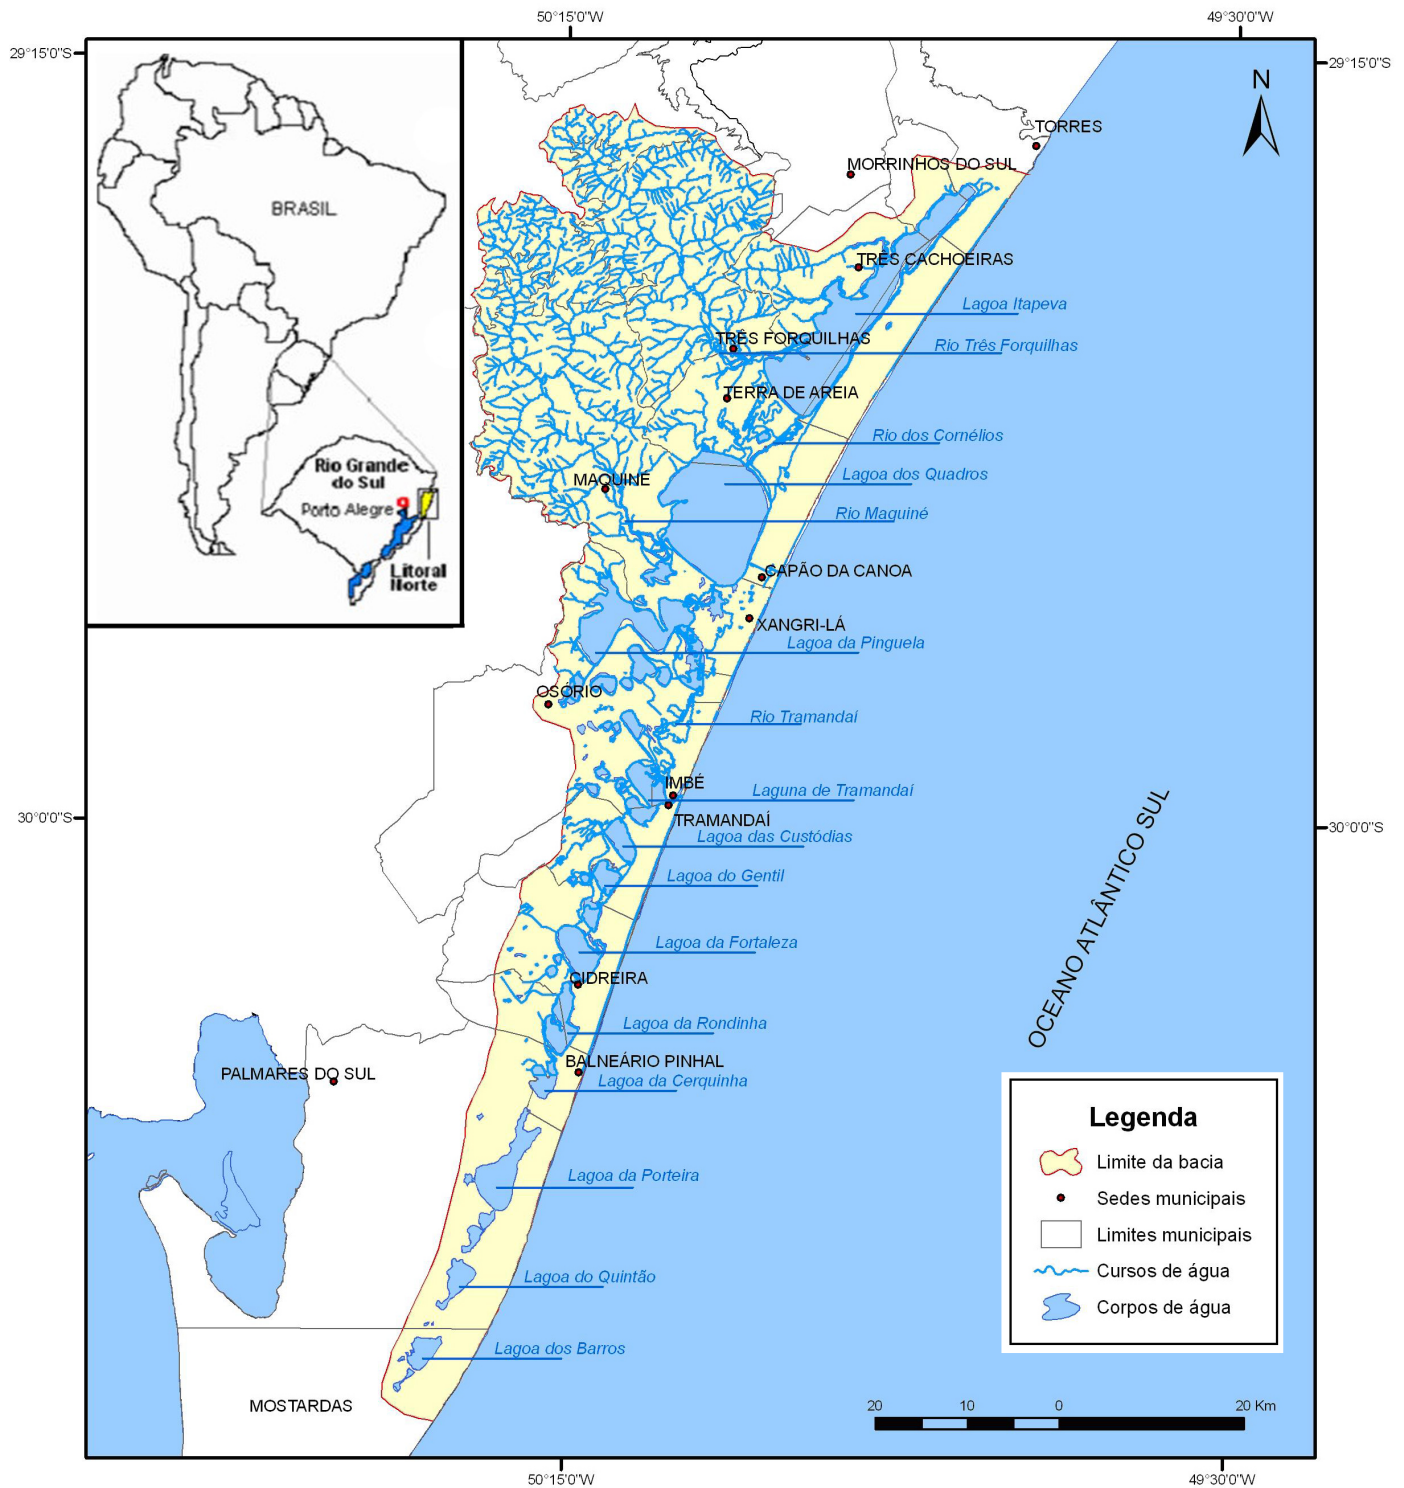 50°15'0"W
49°30'0"W
29°15'0"S
29°15'0"S
N
TORRES
MORRINHOS DO SUL
BRASIL
TRÊS CACHOEIRAS
Lagoa Itapeva
TRÊS FORQUILHAS
Rio Três Forquilhas
TERRA DE AREIA
Rio dos Cornélios
Rio Grande
do Sul
Porto Alegre
Litoral
Norte
Lagoa dos Quadros
MAQUINÉ
Rio Maquiné
CAPÃO DA CANOA
XANGRI-LÁ
Lagoa da Pinguela
OSÓRIO
Rio Tramandaí
IMBÉ
Laguna de Tramandaí
TRAMANDAÍ
30°0'0"S
30°0'0"S
Lagoa das Custódias
Lagoa do Gentil
OCEANO ATLÂNTICO SUL
Lagoa da Fortaleza
CIDREIRA
Lagoa da Rondinha
BALNEÁRIO PINHAL
PALMARES DO SUL
Lagoa da Cerquinha
Lagoa da Porteira
Lagoa do Quintão
Lagoa dos Barros
MOSTARDAS
Legenda
Limite da bacia
Sedes municipais
Limites municipais
Cursos de água
Corpos de água
20 10 0 20 Km
50°15'0"W
49°30'0"W